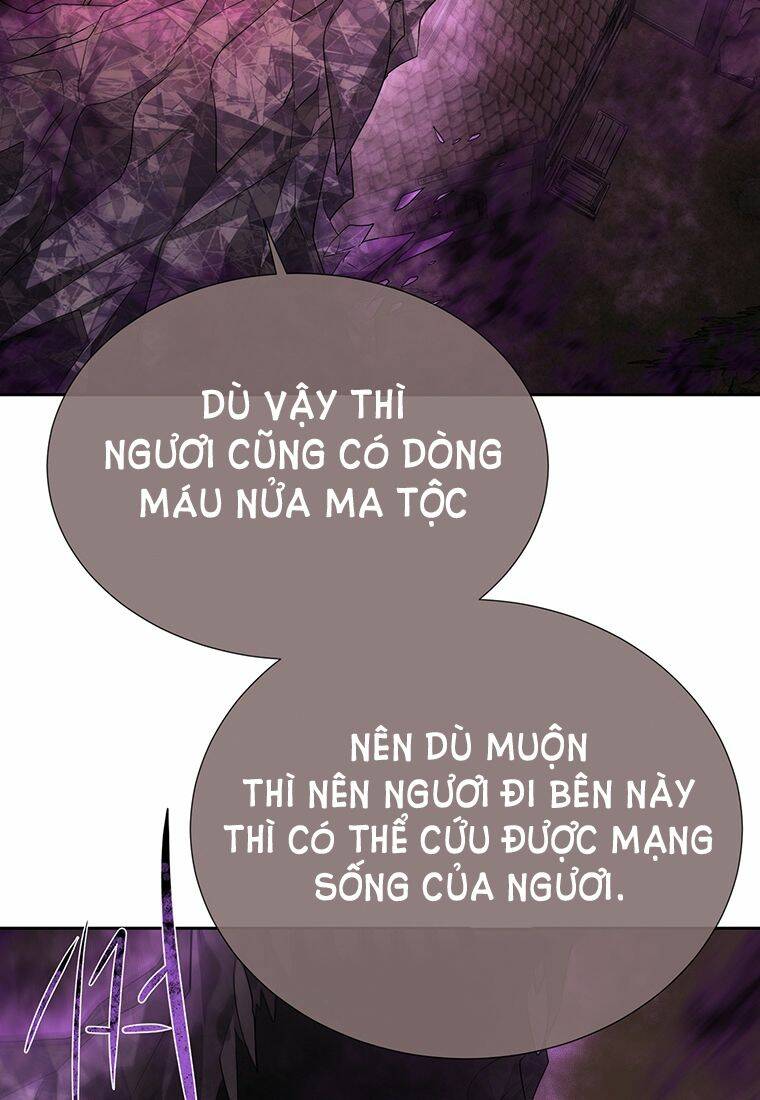 DÙ VẬY THÌ
NGƯƠI CŨNG CÓ DÒNG
MÁU NỬA MA TỘC
NÊN DÙ MUỘN
THÌ NÊN NGƯƠI ĐI BÊN NÀY
THÌ CÓ THỂ CỨU ĐƯỢC MẠNG
SỐNG CỦA NGƯƠI.